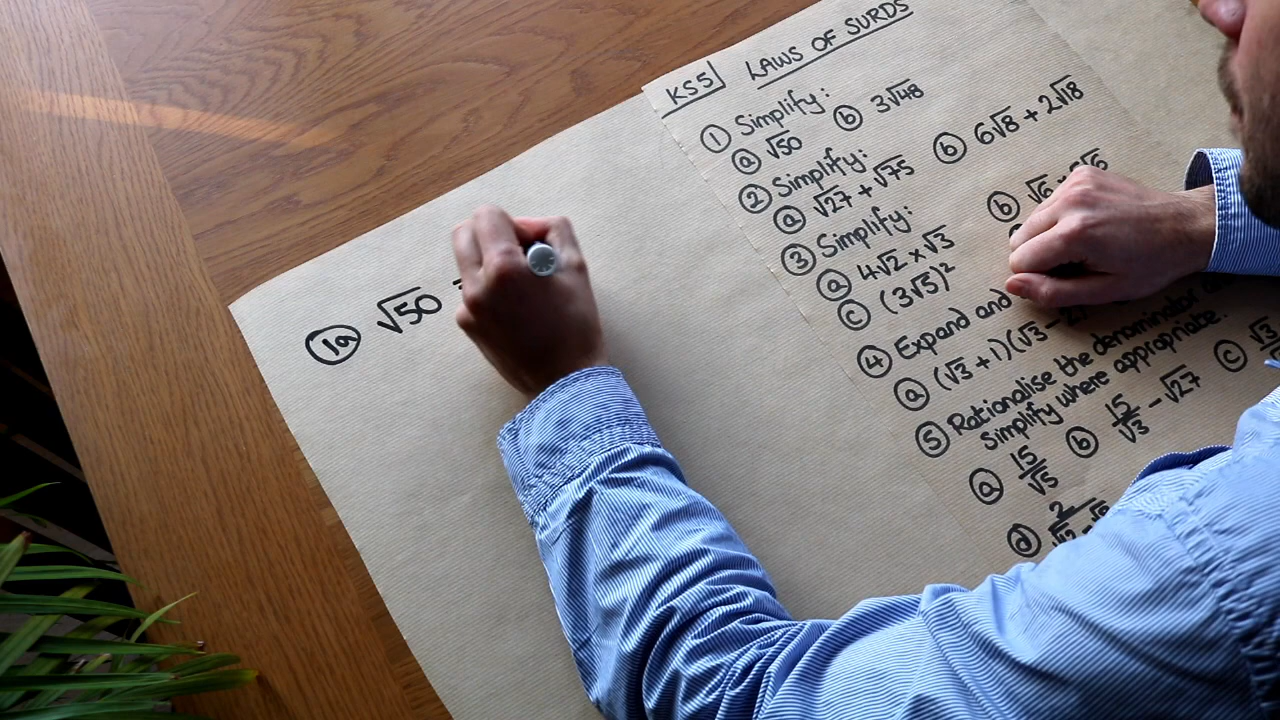 1a √50
KS5 LAWS OF SURDS
1 Simplify:
a √50 b 3√48
2 Simplify:
a √27 + √75 b 6√8 + 2√18
3 Simplify:
a 4√2 × √3 b √6
c (3√5)²
4 Expand and
a (√3 + 1)(√3 −
5 Rationalise the denominator
simplify where appropriate.
a 15/√5 b 15/√3 − √27 c √3
d 2